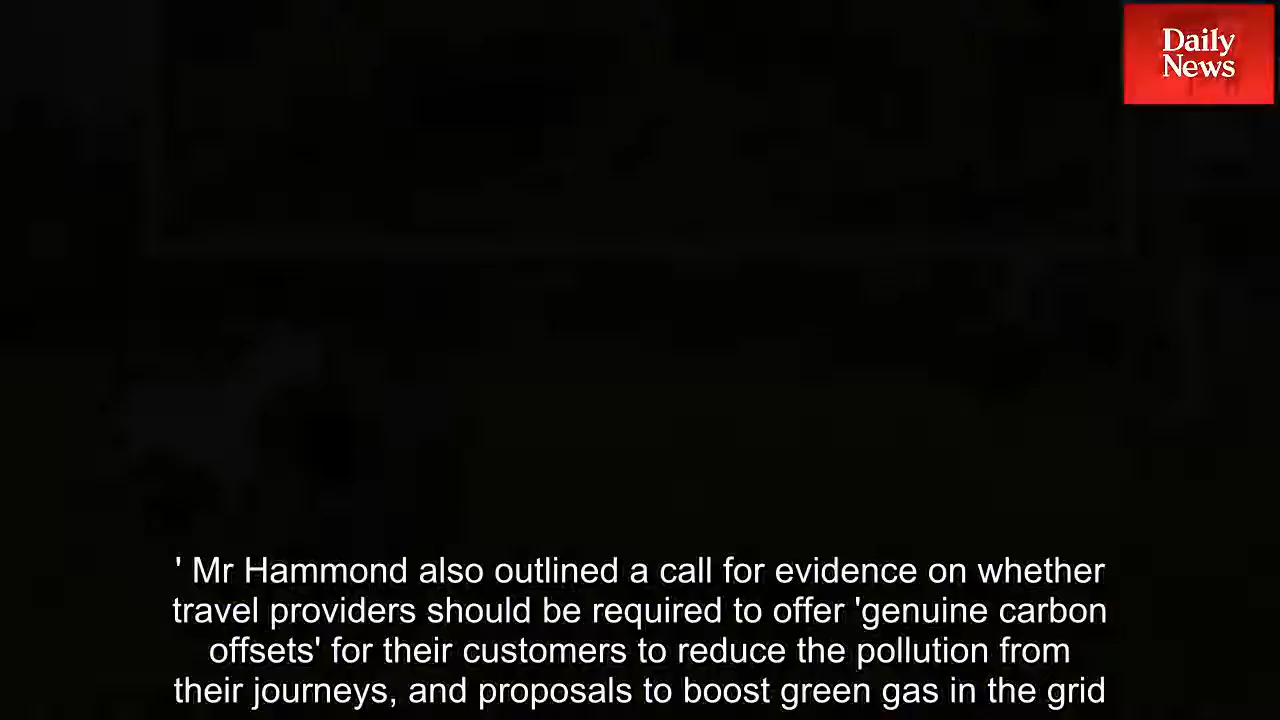 Daily
News
' Mr Hammond also outlined a call for evidence on whether
travel providers should be required to offer 'genuine carbon
offsets' for their customers to reduce the pollution from
their journeys, and proposals to boost green gas in the grid